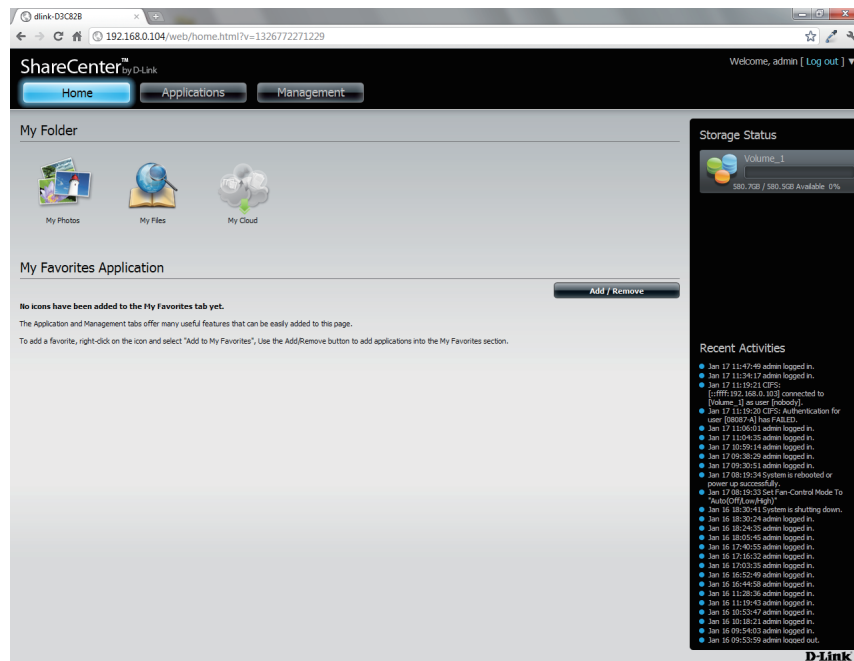 dlink-D3C82B
192.168.0.104/web/home.html?v=1326772271229
ShareCenter™ by D-Link
Welcome, admin [ Log out ]
Home
Applications
Management
My Folder
My Photos
My Files
My Cloud
My Favorites Application
Add / Remove
No icons have been added to the My Favorites tab yet.
The Application and Management tabs offer many useful features that can be easily added to this page.
To add a favorite, right-click on the icon and select "Add to My Favorites", Use the Add/Remove button to add applications into the My Favorites section.
Storage Status
Volume_1
580.7GB / 580.5GB Available 0%
Recent Activities
Jan 17 11:47:49 admin logged in.
Jan 17 11:34:17 admin logged in.
Jan 17 11:19:21 CIFS:
[::ffff:192.168.0.103] connected to
[Volume_1] as user [nobody].
Jan 17 11:19:20 CIFS: Authentication for
user [08087-A] has FAILED.
Jan 17 11:06:01 admin logged in.
Jan 17 11:04:35 admin logged in.
Jan 17 10:59:14 admin logged in.
Jan 17 09:38:29 admin logged in.
Jan 17 09:30:51 admin logged in.
Jan 17 08:19:34 System is rebooted or
power up successfully.
Jan 17 08:19:33 Set Fan-Control Mode To
"Auto(Off/Low/High)"
Jan 16 18:30:41 System is shutting down.
Jan 16 18:30:24 admin logged in.
Jan 16 18:24:35 admin logged in.
Jan 16 18:05:45 admin logged in.
Jan 16 17:40:55 admin logged in.
Jan 16 17:16:32 admin logged in.
Jan 16 17:03:35 admin logged in.
Jan 16 16:52:49 admin logged in.
Jan 16 16:44:58 admin logged in.
Jan 16 11:28:36 admin logged in.
Jan 16 11:19:43 admin logged in.
Jan 16 10:53:47 admin logged in.
Jan 16 10:18:21 admin logged in.
Jan 16 09:54:03 admin logged in.
Jan 16 09:53:59 admin logged out.
D-Link